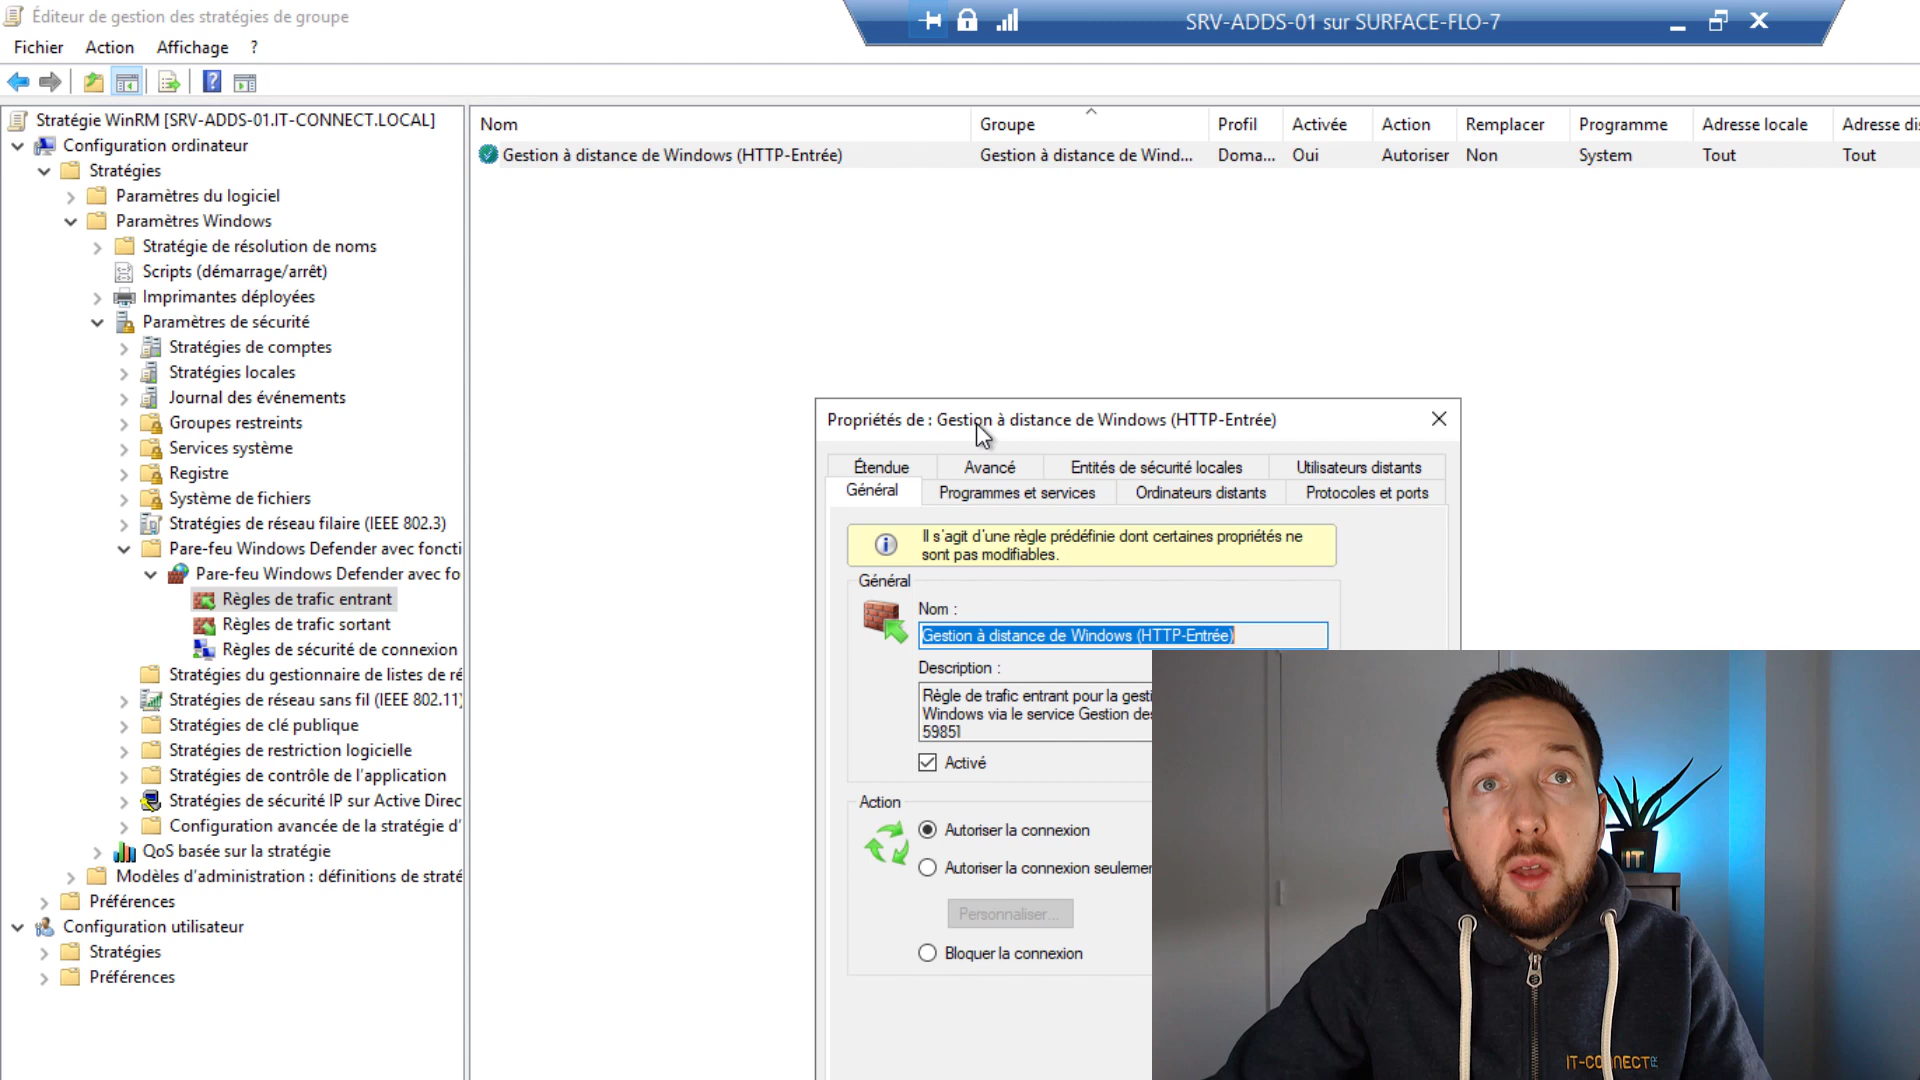 Éditeur de gestion des stratégies de groupe
SRV-ADDS-01 sur SURFACE-FLO-7
Fichier Action Affichage ?
Stratégie WinRM [SRV-ADDS-01.IT-CONNECT.LOCAL]
Configuration ordinateur
Stratégies
Paramètres du logiciel
Paramètres Windows
Stratégie de résolution de noms
Scripts (démarrage/arrêt)
Imprimantes déployées
Paramètres de sécurité
Stratégies de comptes
Stratégies locales
Journal des événements
Groupes restreints
Services système
Registre
Système de fichiers
Stratégies de réseau filaire (IEEE 802.3)
Pare-feu Windows Defender avec foncti
Pare-feu Windows Defender avec fo
Règles de trafic entrant
Règles de trafic sortant
Règles de sécurité de connexion
Stratégies du gestionnaire de listes de ré
Stratégies de réseau sans fil (IEEE 802.11)
Stratégies de clé publique
Stratégies de restriction logicielle
Stratégies de contrôle de l'application
Stratégies de sécurité IP sur Active Direc
Configuration avancée de la stratégie d'
QoS basée sur la stratégie
Modèles d'administration : définitions de straté
Préférences
Configuration utilisateur
Stratégies
Préférences
Nom Groupe Profil Activée Action Remplacer Programme Adresse locale Adresse dis
Gestion à distance de Windows (HTTP-Entrée) Gestion à distance de Wind... Doma... Oui Autoriser Non System Tout Tout
Propriétés de : Gestion à distance de Windows (HTTP-Entrée)
Étendue Avancé Entités de sécurité locales Utilisateurs distants
Général Programmes et services Ordinateurs distants Protocoles et ports
Il s'agit d'une règle prédéfinie dont certaines propriétés ne
sont pas modifiables.
Général
Nom :
Gestion à distance de Windows (HTTP-Entrée)
Description :
Règle de trafic entrant pour la gesti
Windows via le service Gestion des
5985]
Activé
Action
Autoriser la connexion
Autoriser la connexion seulemen
Personnaliser...
Bloquer la connexion
IT
IT-CONNECT